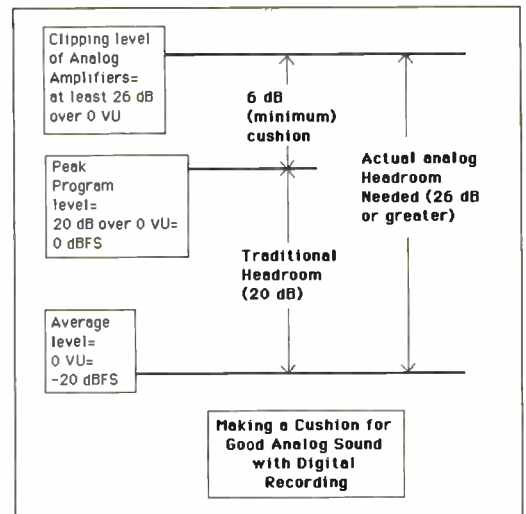 Clipping level
of Analog
Amplifiers=
at least 26 dB
over 0 VU
6 dB
(minimum)
cushion
Actual analog
Headroom
Needed (26 dB
or greater)
Peak
Program
level=
20 dB over 0 VU=
0 dBFS
Traditional
Headroom
(20 dB)
Average
level=
0 VU=
-20 dBFS
Making a Cushion for
Good Analog Sound
with Digital
Recording